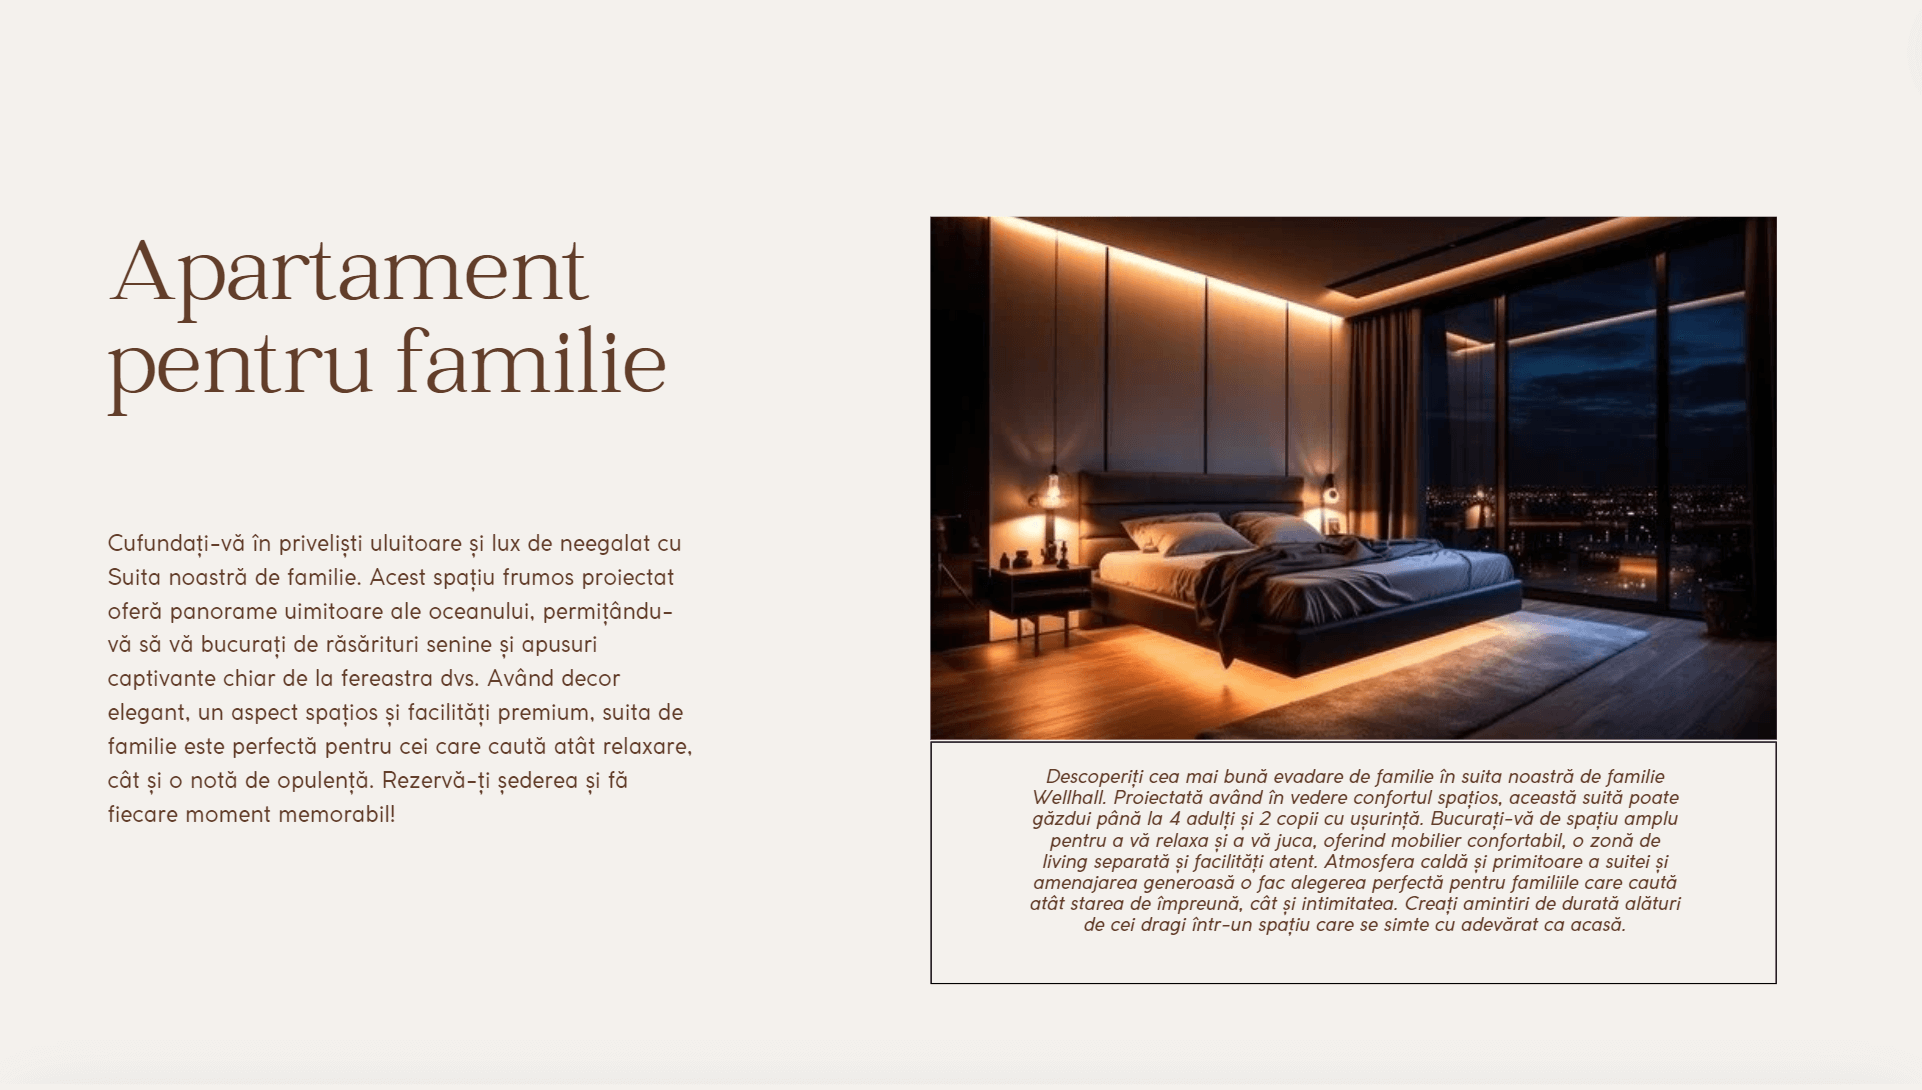 Apartament
pentru familie
Cufundați-vă în priveliști uluitoare și lux de neegalat cu
Suita noastră de familie. Acest spațiu frumos proiectat
oferă panorame uimitoare ale oceanului, permițându-
vă să vă bucurați de răsărituri senine și apusuri
captivante chiar de la fereastra dvs. Având decor
elegant, un aspect spațios și facilități premium, suita de
familie este perfectă pentru cei care caută atât relaxare,
cât și o notă de opulență. Rezervă-ți șederea și fă
fiecare moment memorabil!
Descoperiți cea mai bună evadare de familie în suita noastră de familie
Wellhall. Proiectată având în vedere confortul spațios, această suită poate
găzdui până la 4 adulți și 2 copii cu ușurință. Bucurați-vă de spațiu amplu
pentru a vă relaxa și a vă juca, oferind mobilier confortabil, o zonă de
living separată și facilități atent. Atmosfera caldă și primitoare a suitei și
amenajarea generoasă o fac alegerea perfectă pentru familiile care caută
atât starea de împreună, cât și intimitatea. Creați amintiri de durată alături
de cei dragi într-un spațiu care se simte cu adevărat ca acasă.